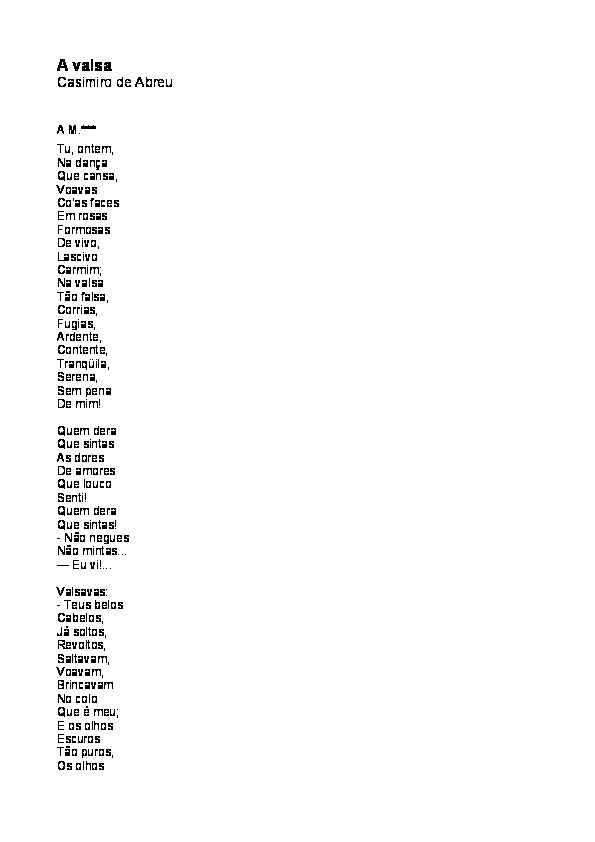 A valsa
Casimiro de Abreu
A M.***
Tu, ontem,
Na dança
Que cansa,
Voavas
Co'as faces
Em rosas
Formosas
De vivo,
Lascivo
Carmim;
Na valsa
Tão falsa,
Corrias,
Fugias,
Ardente,
Contente,
Tranqüila,
Serena,
Sem pena
De mim!
Quem dera
Que sintas
As dores
De amores
Que louco
Senti!
Quem dera
Que sintas!
- Não negues
Não mintas...
— Eu vi!...
Valsavas:
- Teus belos
Cabelos,
Já soltos,
Revoltos,
Saltavam,
Voavam,
Brincavam
No colo
Que é meu;
E os olhos
Escuros
Tão puros,
Os olhos